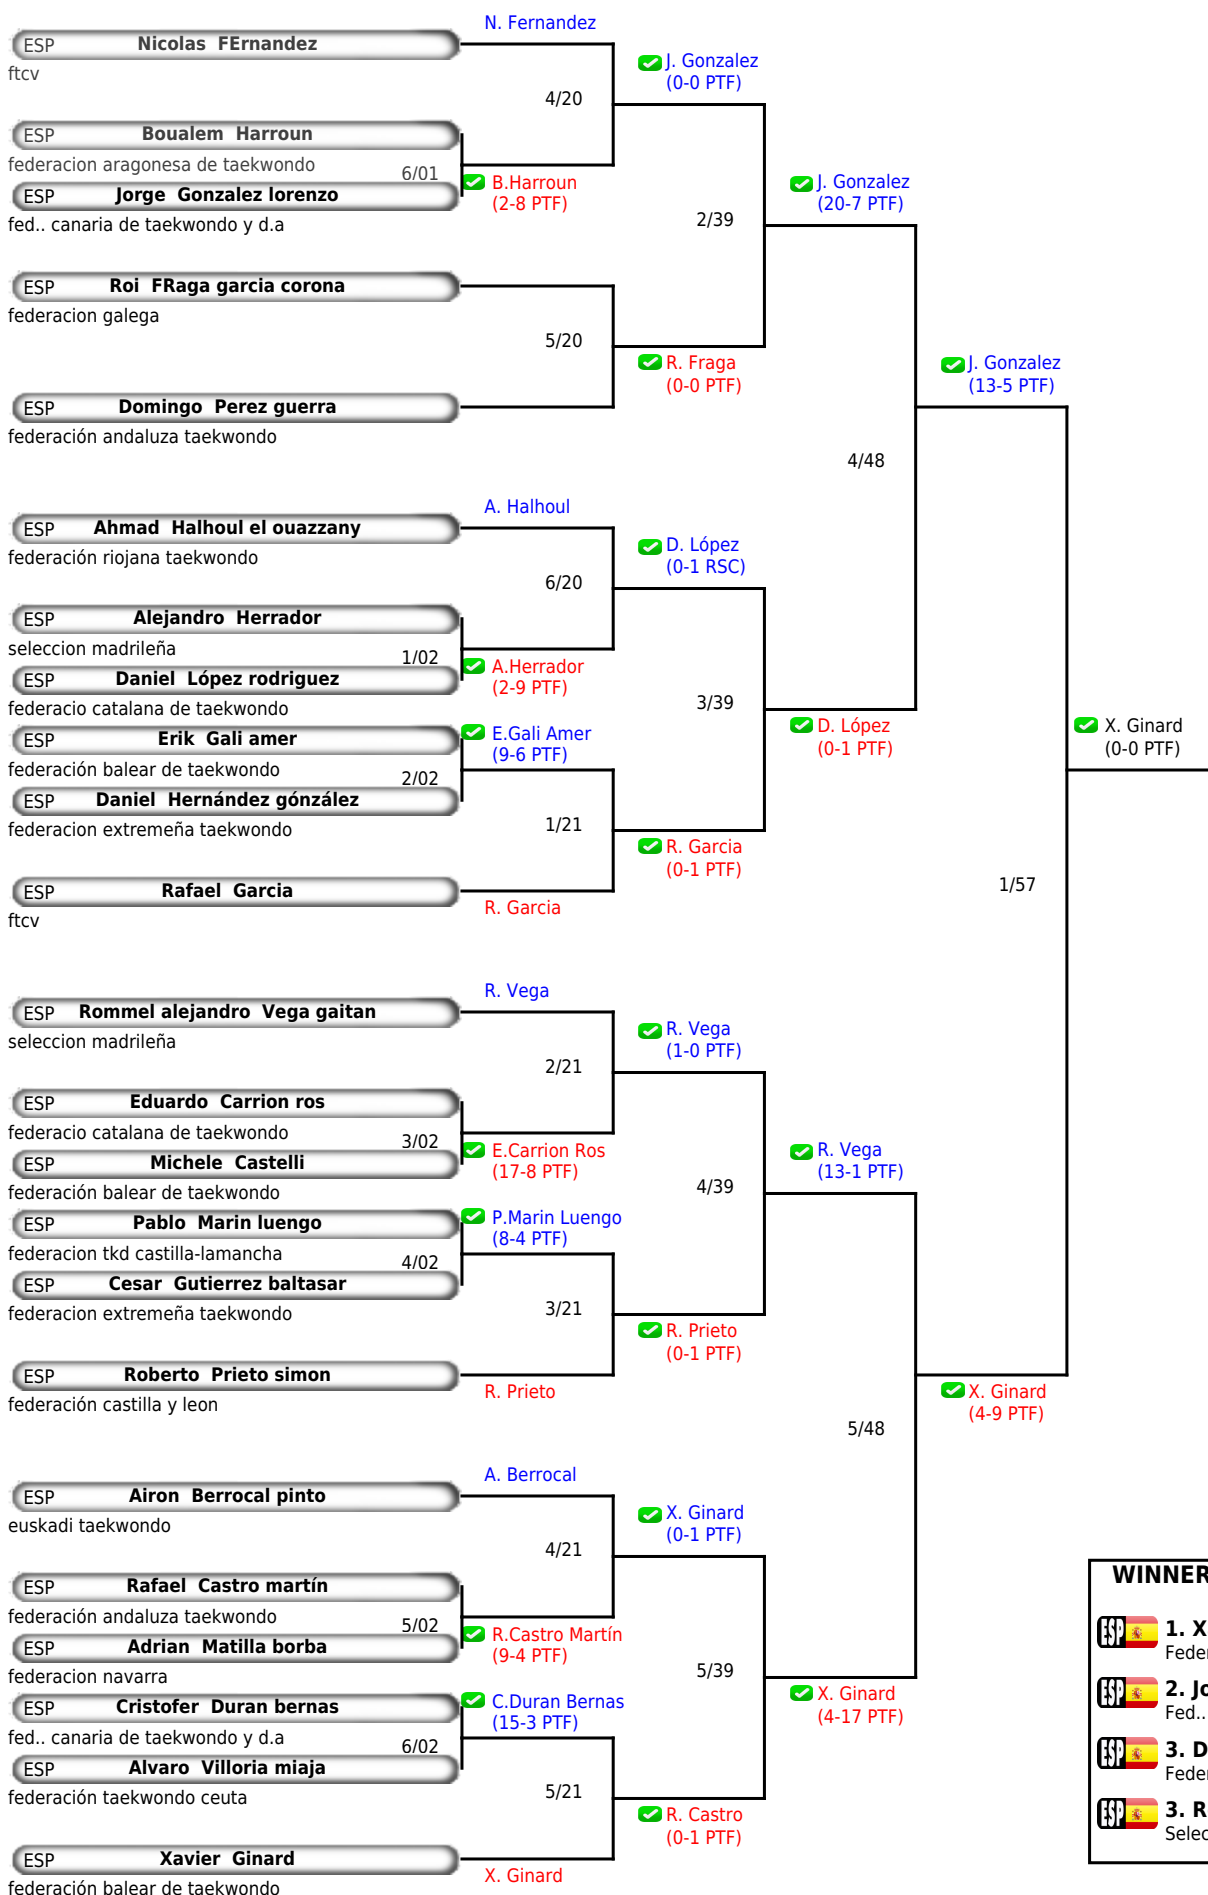 N. Fernandez
ESP Nicolas FErnandez
ftcv
J. Gonzalez
(0-0 PTF)
4/20
ESP Boualem Harroun
federacion aragonesa de taekwondo
6/01
B.Harroun
(2-8 PTF)
ESP Jorge Gonzalez lorenzo
fed.. canaria de taekwondo y d.a
J. Gonzalez
(20-7 PTF)
2/39
ESP Roi FRaga garcia corona
federacion galega
5/20
R. Fraga
(0-0 PTF)
J. Gonzalez
(13-5 PTF)
ESP Domingo Perez guerra
federación andaluza taekwondo
4/48
A. Halhoul
ESP Ahmad Halhoul el ouazzany
federación riojana taekwondo
D. López
(0-1 RSC)
6/20
ESP Alejandro Herrador
seleccion madrileña
1/02
A.Herrador
(2-9 PTF)
ESP Daniel López rodriguez
federacio catalana de taekwondo
3/39
D. López
(0-1 PTF)
X. Ginard
(0-0 PTF)
ESP Erik Gali amer
federación balear de taekwondo
E.Gali Amer
(9-6 PTF)
2/02
ESP Daniel Hernández gónzález
federacion extremeña taekwondo
1/21
R. Garcia
(0-1 PTF)
ESP Rafael Garcia
ftcv
R. Garcia
1/57
R. Vega
ESP Rommel alejandro Vega gaitan
seleccion madrileña
R. Vega
(1-0 PTF)
2/21
ESP Eduardo Carrion ros
federacio catalana de taekwondo
3/02
E.Carrion Ros
(17-8 PTF)
ESP Michele Castelli
federación balear de taekwondo
R. Vega
(13-1 PTF)
4/39
ESP Pablo Marin luengo
federacion tkd castilla-lamancha
P.Marin Luengo
(8-4 PTF)
4/02
ESP Cesar Gutierrez baltasar
federacion extremeña taekwondo
3/21
R. Prieto
(0-1 PTF)
ESP Roberto Prieto simon
federación castilla y leon
R. Prieto
X. Ginard
(4-9 PTF)
5/48
A. Berrocal
ESP Airon Berrocal pinto
euskadi taekwondo
X. Ginard
(0-1 PTF)
4/21
ESP Rafael Castro martín
federación andaluza taekwondo
5/02
R.Castro Martín
(9-4 PTF)
ESP Adrian Matilla borba
federacion navarra
5/39
X. Ginard
(4-17 PTF)
ESP Cristofer Duran bernas
fed.. canaria de taekwondo y d.a
C.Duran Bernas
(15-3 PTF)
6/02
ESP Alvaro Villoria miaja
federación taekwondo ceuta
5/21
R. Castro
(0-1 PTF)
ESP Xavier Ginard
federación balear de taekwondo
X. Ginard
WINNER
ESP 1. X
Feder
ESP 2. Jo
Fed..
ESP 3. D
Feder
ESP 3. R
Selec